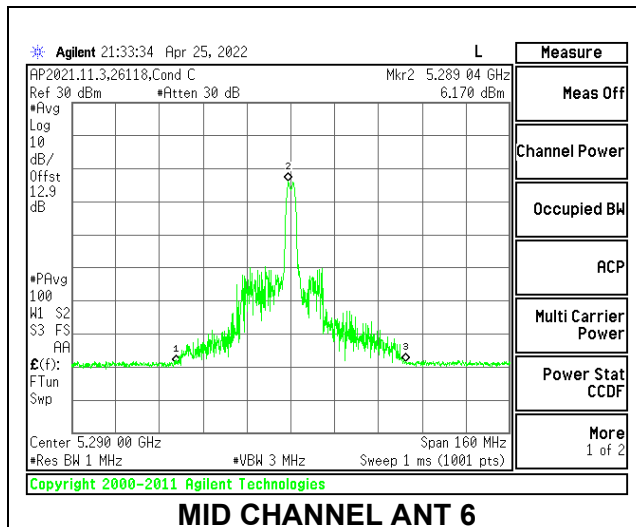 Agilent 21:33:34 Apr 25, 2022 L
Measure
AP2021.11.3,26118,Cond C Mkr2 5.289 04 GHz
Ref 30 dBm #Atten 30 dB 6.170 dBm
Meas Off
#Avg
Log
10
dB/
Offst
12.9
dB
2
Channel Power
Occupied BW
ACP
#PAvg
100
W1 S2
S3 FS
AA
£(f):
FTun
Swp
1
3
Multi Carrier
Power
Power Stat
CCDF
More
1 of 2
Center 5.290 00 GHz Span 160 MHz
#Res BW 1 MHz #VBW 3 MHz Sweep 1 ms (1001 pts)
Copyright 2000-2011 Agilent Technologies
MID CHANNEL ANT 6